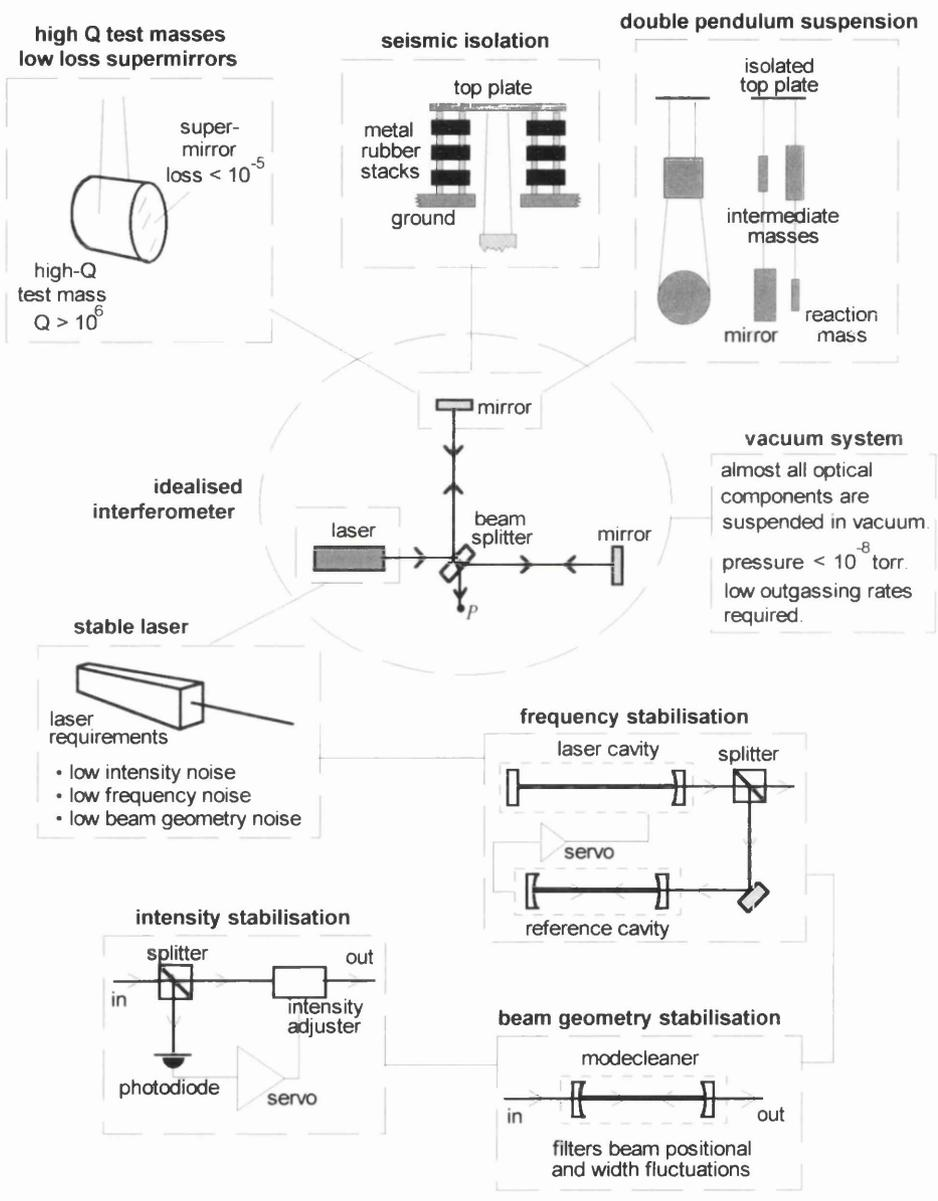 high Q test masses
low loss supermirrors
super-
mirror
loss < 10⁻⁵
high-Q
test mass
Q > 10⁶
seismic isolation
top plate
metal
rubber
stacks
ground
double pendulum suspension
isolated
top plate
intermediate
masses
mirror
reaction
mass
idealised
interferometer
mirror
laser
beam
splitter
mirror
P
vacuum system
almost all optical
components are
suspended in vacuum.
pressure < 10⁻⁸ torr.
low outgassing rates
required.
stable laser
laser
requirements
• low intensity noise
• low frequency noise
• low beam geometry noise
frequency stabilisation
laser cavity
splitter
servo
reference cavity
intensity stabilisation
splitter
in
out
intensity
adjuster
photodiode
servo
beam geometry stabilisation
modecleaner
in
out
filters beam positional
and width fluctuations